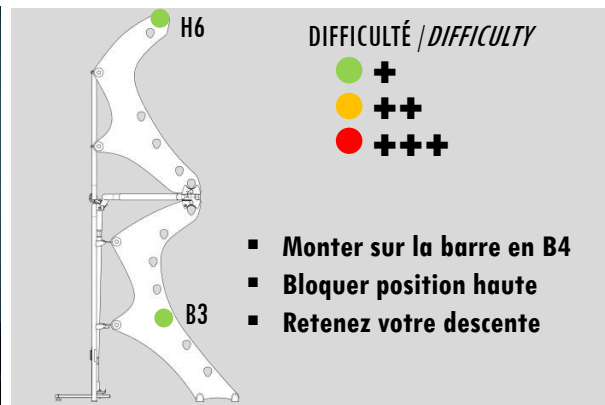 H6
DIFFICULTÉ / DIFFICULTY
+
++
+++
▪ Monter sur la barre en B4
▪ Bloquer position haute
B3
▪ Retenez votre descente